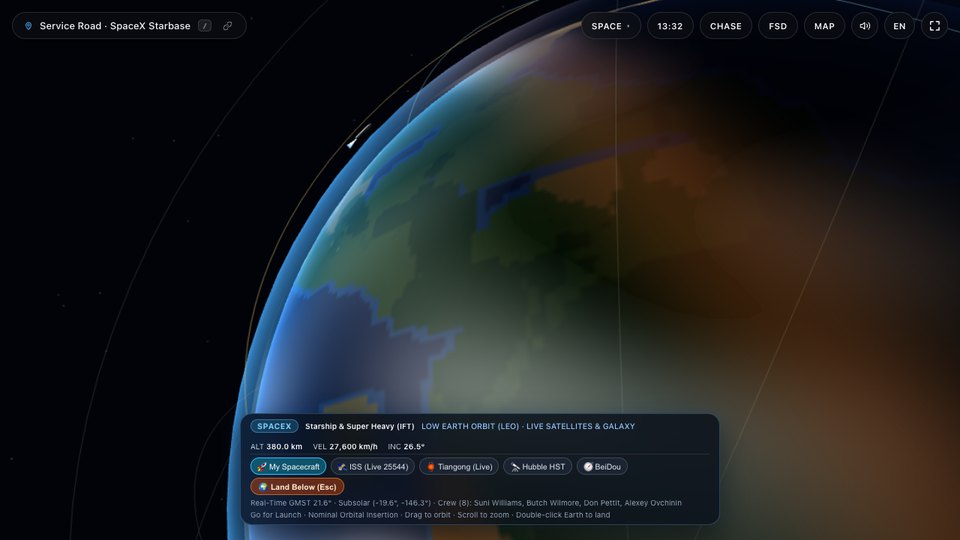 Service Road · SpaceX Starbase /
SPACE · 13:32 CHASE FSD MAP EN
SPACEX Starship & Super Heavy (IFT) LOW EARTH ORBIT (LEO) · LIVE SATELLITES & GALAXY
ALT 380.0 km VEL 27,600 km/h INC 26.5°
My Spacecraft ISS (Live 25544) Tiangong (Live) Hubble HST BeiDou
Land Below (Esc)
Real-Time GMST 21.6° · Subsolar (-19.6°, -146.3°) · Crew (8): Suni Williams, Butch Wilmore, Don Pettit, Alexey Ovchinin
Go for Launch · Nominal Orbital Insertion · Drag to orbit · Scroll to zoom · Double-click Earth to land